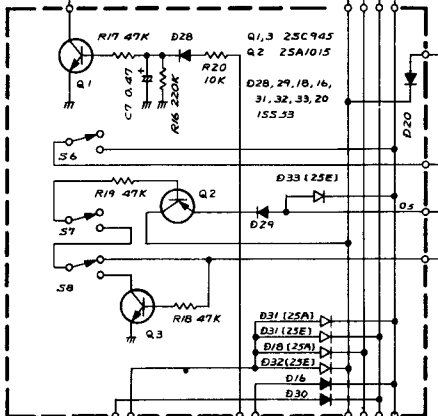 R17 47K
D28
Q1,3 2SC945
Q2 2SA1015
Q1
C7 0.47
+
R16 220K
R20
10K
D28,29,18,16,
31,32,33,20
1SS53
D20
S6
D33(25E)
R19 47K
Q2
05
S7
D29
S8
Q3
R18 47K
D31(25A)
D31(25E)
D18(25A)
D32(25E)
D16
D30